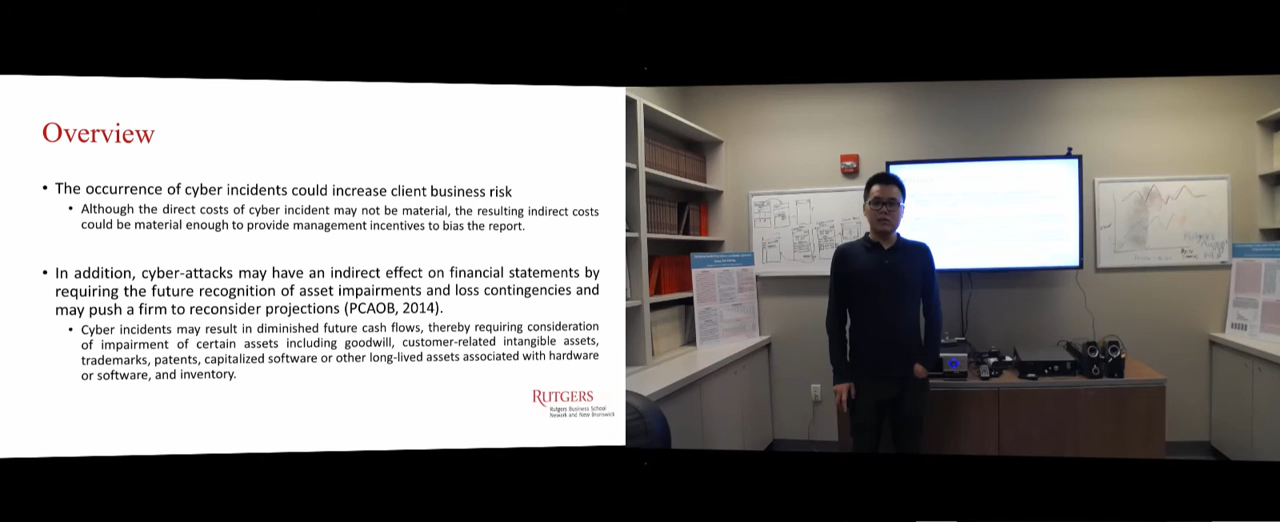 Overview
• The occurrence of cyber incidents could increase client business risk
• Although the direct costs of cyber incident may not be material, the resulting indirect costs
could be material enough to provide management incentives to bias the report.
• In addition, cyber-attacks may have an indirect effect on financial statements by
requiring the future recognition of asset impairments and loss contingencies and
may push a firm to reconsider projections (PCAOB, 2014).
• Cyber incidents may result in diminished future cash flows, thereby requiring consideration
of impairment of certain assets including goodwill, customer-related intangible assets,
trademarks, patents, capitalized software or other long-lived assets associated with hardware
or software, and inventory.
RUTGERS
Rutgers Business School
Newark and New Brunswick